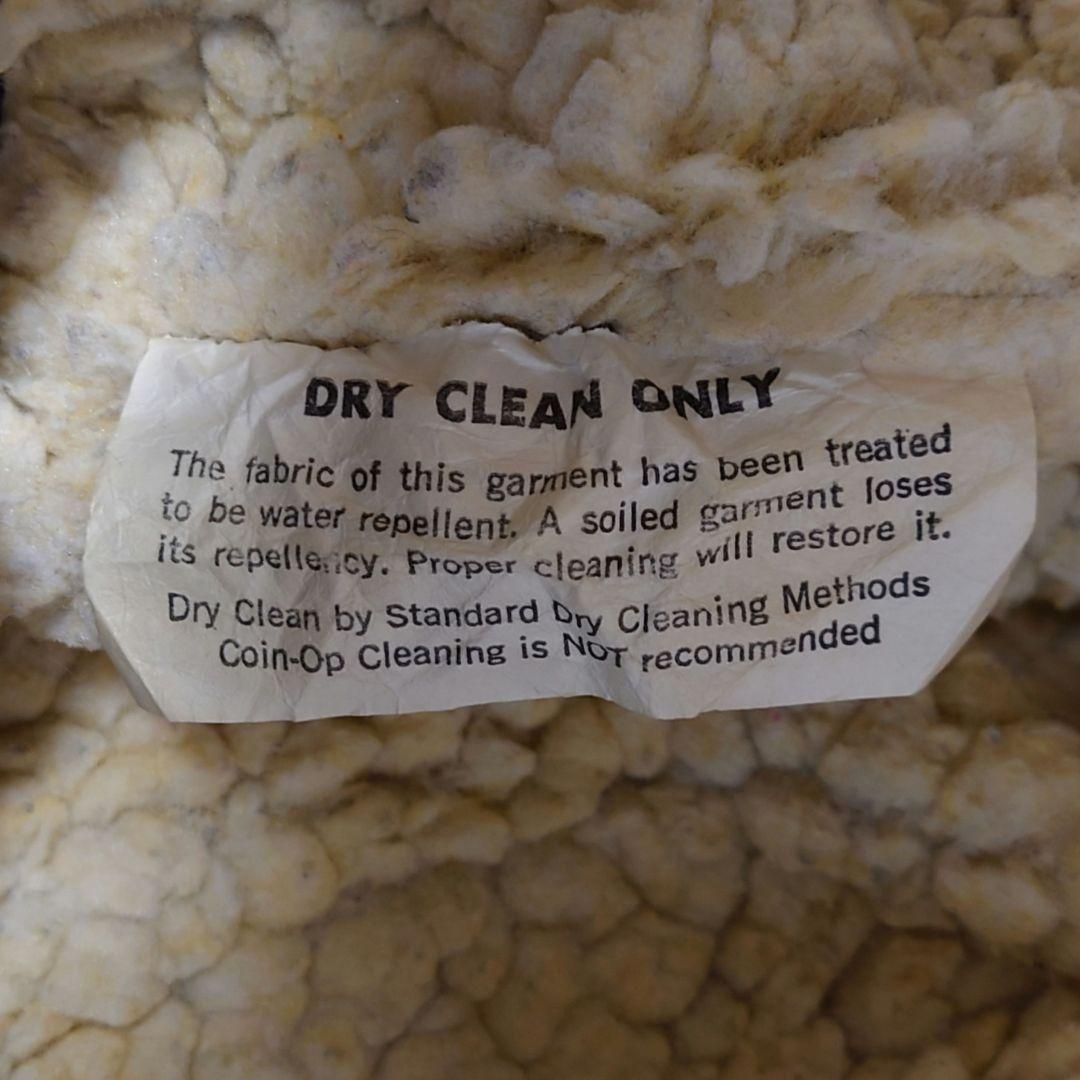 DRY CLEAN ONLY
The fabric of this garment has been treated
to be water repellent. A soiled garment loses
its repellency. Proper cleaning will restore it.
Dry Clean by Standard Dry Cleaning Methods
Coin-Op Cleaning is NOT recommended